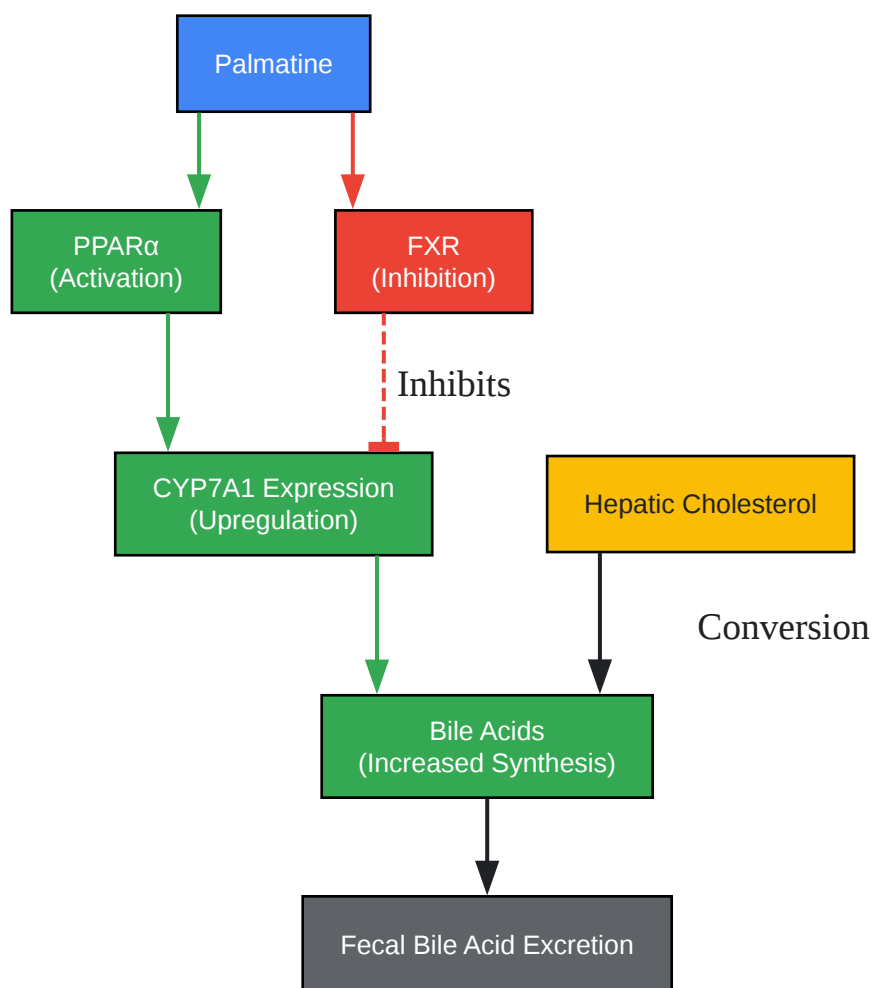 Palmatine
PPARα
(Activation)
FXR
(Inhibition)
Inhibits
CYP7A1 Expression
(Upregulation)
Hepatic Cholesterol
Conversion
Bile Acids
(Increased Synthesis)
Fecal Bile Acid Excretion